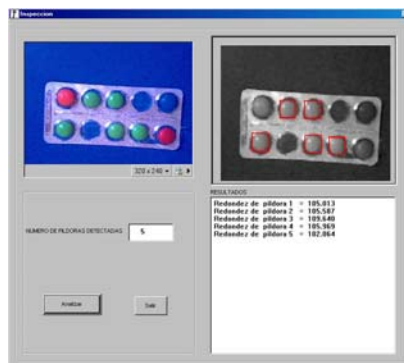 Inspeccion
320 x 240
RESULTADOS
Redondez de pildora 1 = 105.013
Redondez de pildora 2 = 105.587
Redondez de pildora 3 = 109.640
Redondez de pildora 4 = 105.969
Redondez de pildora 5 = 102.064
NUMERO DE PILDORAS DETECTADAS
5
Analizar
Salir